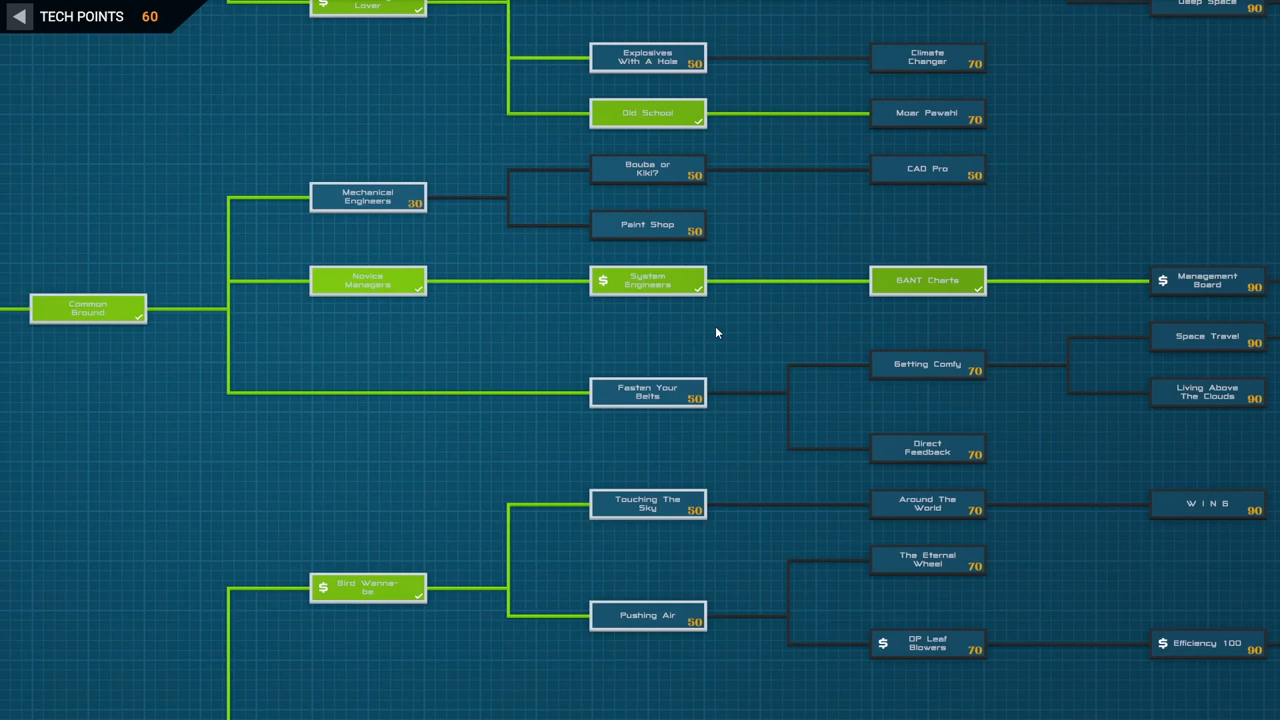 TECH POINTS 60
Lover
Deep Space
90
Explosives
With A Hole 50
Climate
Changer 70
Old School
Moar Pawah!
70
Bouba or
Kiki? 50
CAD Pro
50
Mechanical
Engineers 30
Paint Shop
50
Novice
Managers
$ System
Engineers
GANT Charts
$ Management
Board 90
Common
Ground
Space Travel
90
Getting Comfy
70
Fasten Your
Belts 50
Living Above
The Clouds 90
Direct
Feedback 70
Touching The
Sky 50
Around The
World 70
W I N G
90
The Eternal
Wheel 70
$ Bird Wanna-
be
Pushing Air
50
$ OP Leaf
Blowers 70
$ Efficiency 100
90